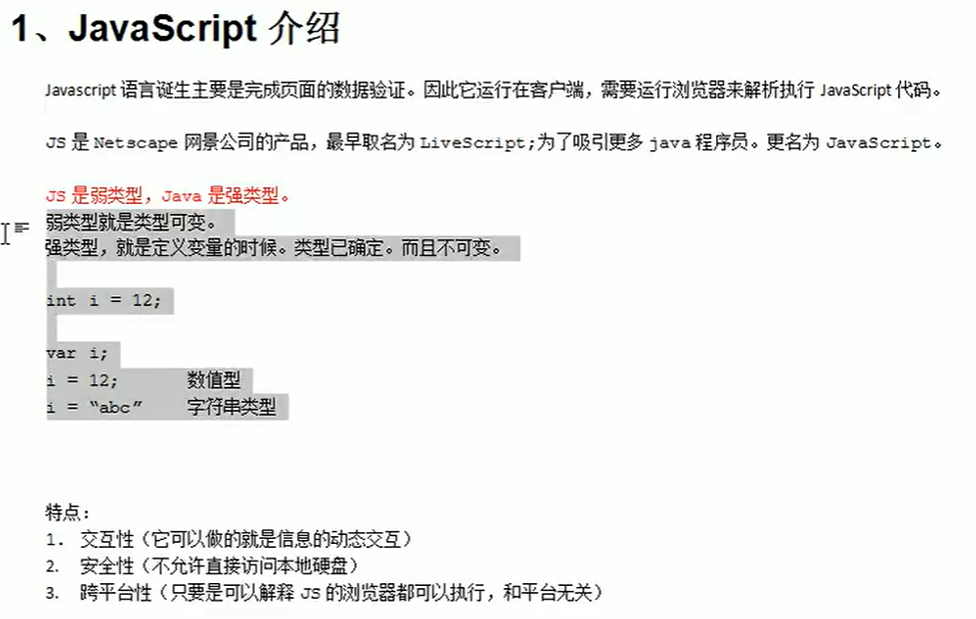 1、JavaScript 介绍
Javascript 语言诞生主要是完成页面的数据验证。因此它运行在客户端，需要运行浏览器来解析执行 JavaScript 代码。
JS 是 Netscape 网景公司的产品，最早取名为 LiveScript;为了吸引更多 java 程序员。更名为 JavaScript。
JS 是弱类型，Java 是强类型。
弱类型就是类型可变。
强类型，就是定义变量的时候。类型已确定。而且不可变。
int i = 12;
var i;
i = 12; 数值型
i = “abc” 字符串类型
特点：
1. 交互性（它可以做的就是信息的动态交互）
2. 安全性（不允许直接访问本地硬盘）
3. 跨平台性（只要是可以解释 JS 的浏览器都可以执行，和平台无关）